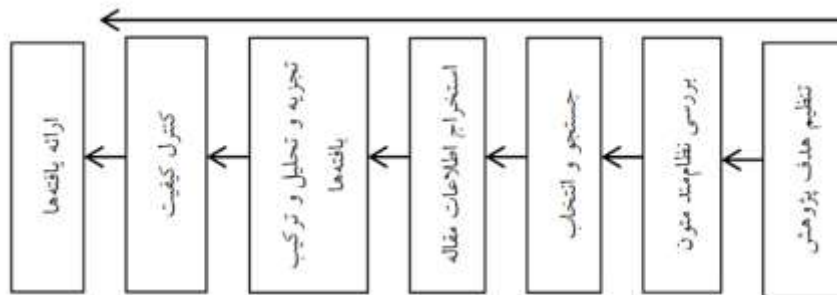 تنظیم هدف پژوهش
بررسی نظام‌مند متون
جستجو و انتخاب
استخراج اطلاعات مقاله
تجزیه و تحلیل و ترکیب
یافته‌ها
کنترل کیفیت
ارائه یافته‌ها